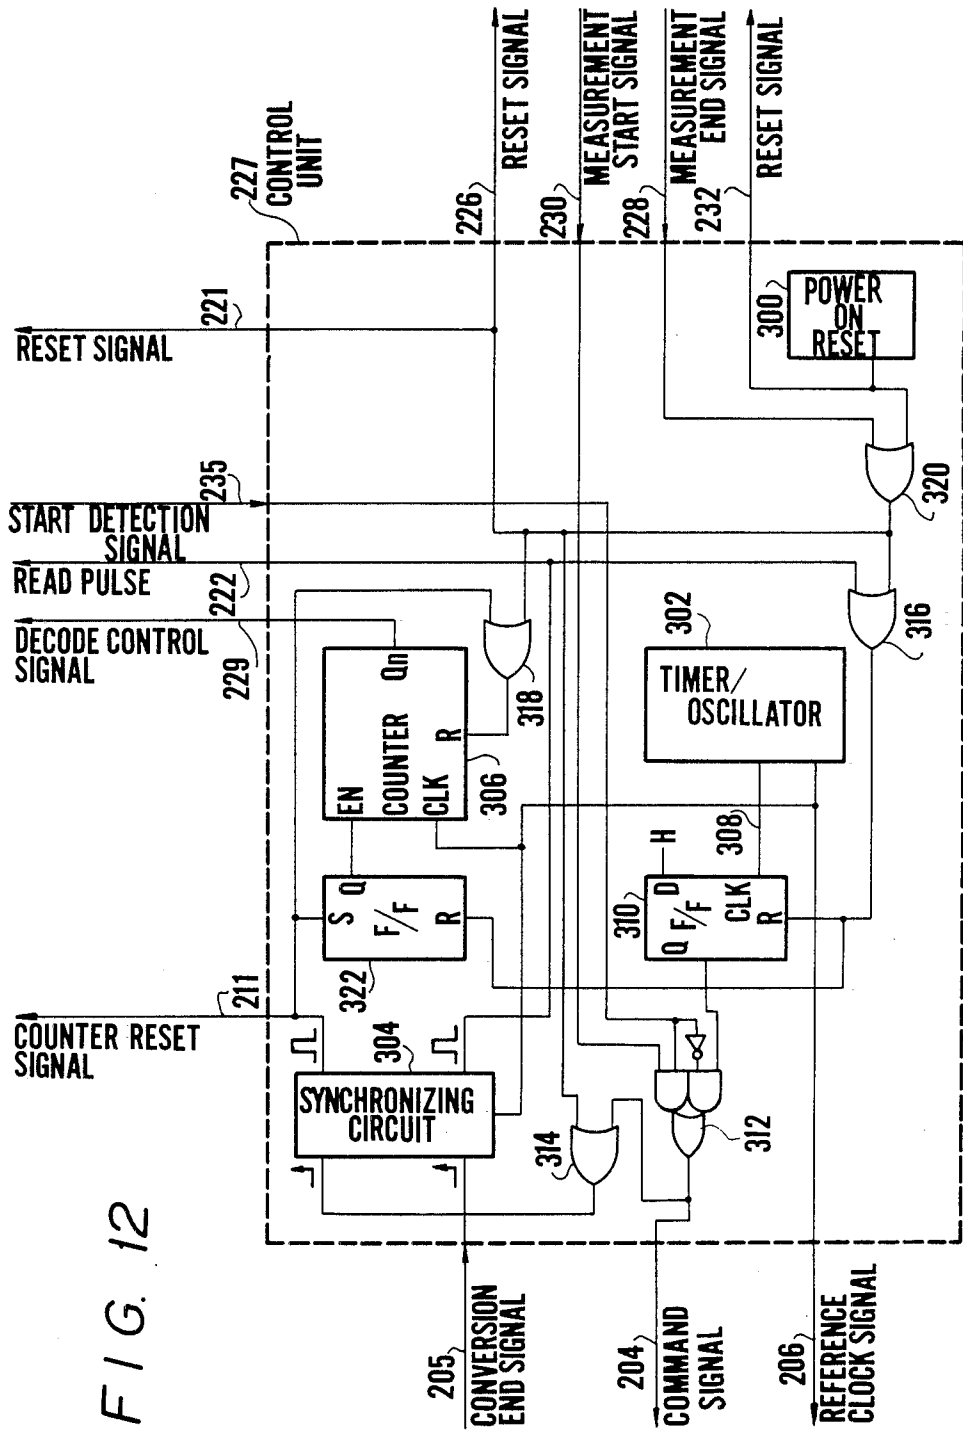 FIG. 12
227
CONTROL
UNIT
COUNTER RESET
SIGNAL
211
DECODE CONTROL
SIGNAL
229
READ PULSE
222
START DETECTION
SIGNAL
235
RESET SIGNAL
221
226
RESET SIGNAL
230
MEASUREMENT
START SIGNAL
228
MEASUREMENT
END SIGNAL
232
RESET SIGNAL
205
CONVERSION
END SIGNAL
204
COMMAND
SIGNAL
206
REFERENCE
CLOCK SIGNAL
304
SYNCHRONIZING
CIRCUIT
S Q
F/F
R
322
EN Qn
COUNTER
CLK R
306
318
314
312
310
D H
Q F/F
CLK
R
308
302
TIMER/
OSCILLATOR
316
320
300
POWER
ON
RESET